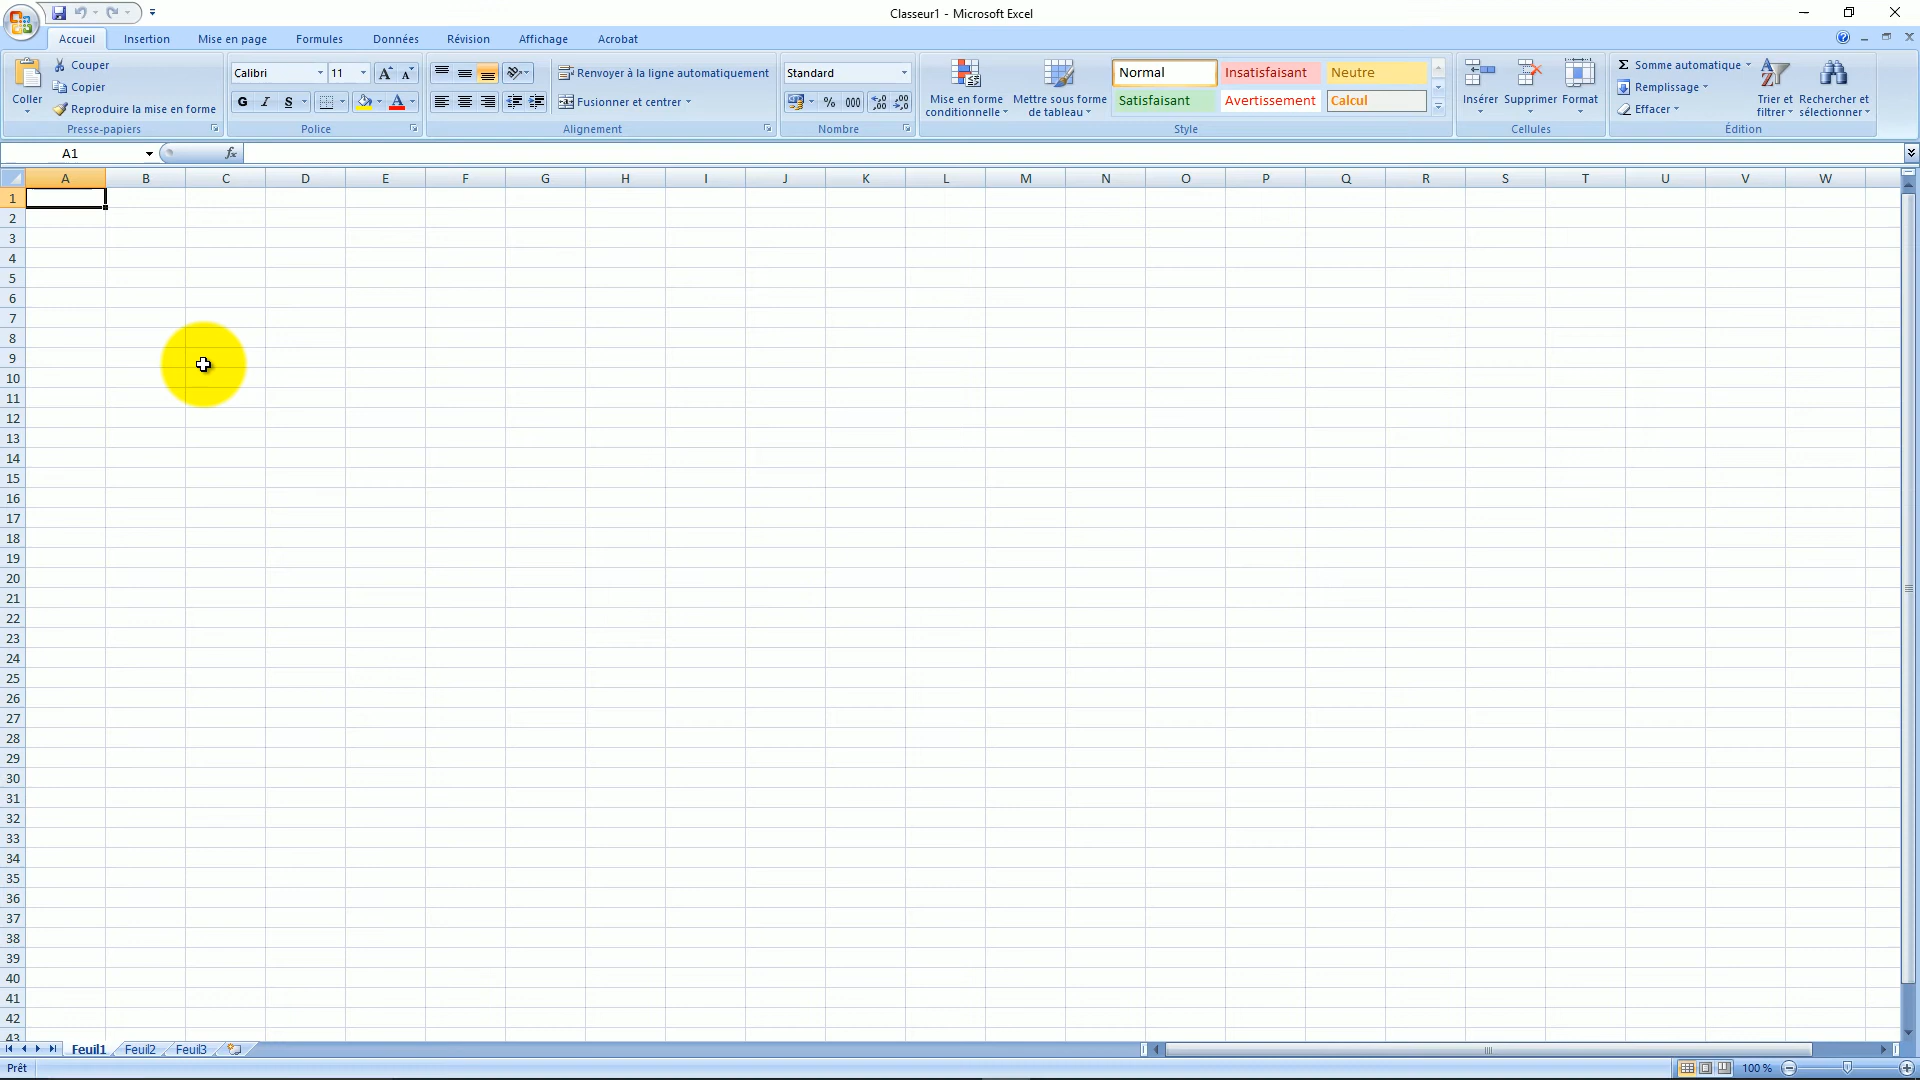 Classeur1 - Microsoft Excel
Accueil Insertion Mise en page Formules Données Révision Affichage Acrobat
Coller
Couper
Copier
Reproduire la mise en forme
Presse-papiers
Calibri 11
G I S
Police
Renvoyer à la ligne automatiquement
Fusionner et centrer
Alignement
Standard
% 000
Nombre
Mise en forme
conditionnelle
Mettre sous forme
de tableau
Normal Insatisfaisant Neutre
Satisfaisant Avertissement Calcul
Style
Insérer Supprimer Format
Cellules
Σ Somme automatique
Remplissage
Effacer
Trier et
filtrer
Rechercher et
sélectionner
Édition
A1 fx
A B C D E F G H I J K L M N O P Q R S T U V W
1
2
3
4
5
6
7
8
9
10
11
12
13
14
15
16
17
18
19
20
21
22
23
24
25
26
27
28
29
30
31
32
33
34
35
36
37
38
39
40
41
42
43
Feuil1 Feuil2 Feuil3
Prêt 100 %